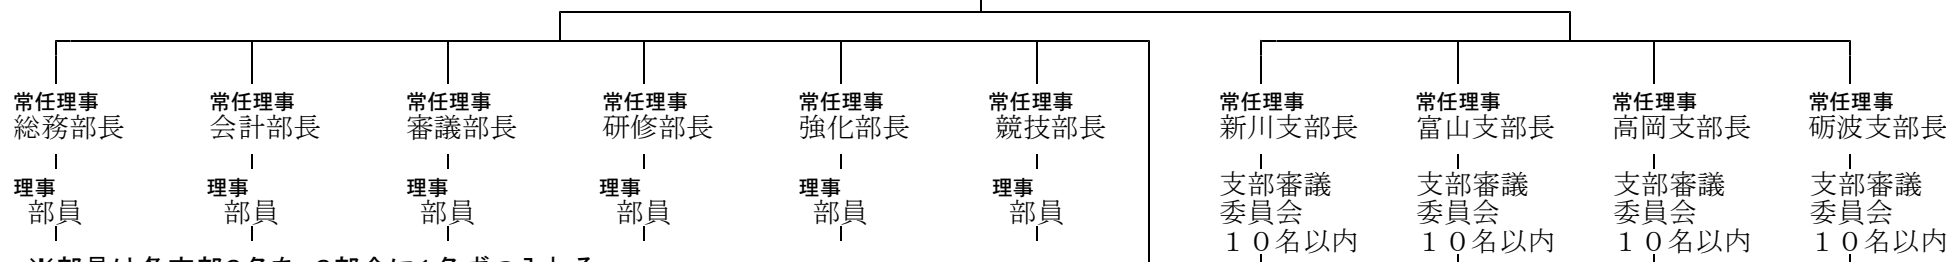 常任理事 常任理事 常任理事 常任理事 常任理事 常任理事 常任理事 常任理事 常任理事 常任理事
総務部長 会計部長 審議部長 研修部長 強化部長 競技部長 新川支部長 富山支部長 高岡支部長 砺波支部長
理事 理事 理事 理事 理事 理事 支部審議 支部審議 支部審議 支部審議
部員 部員 部員 部員 部員 部員 委員会 委員会 委員会 委員会
１０名以内 １０名以内 １０名以内 １０名以内